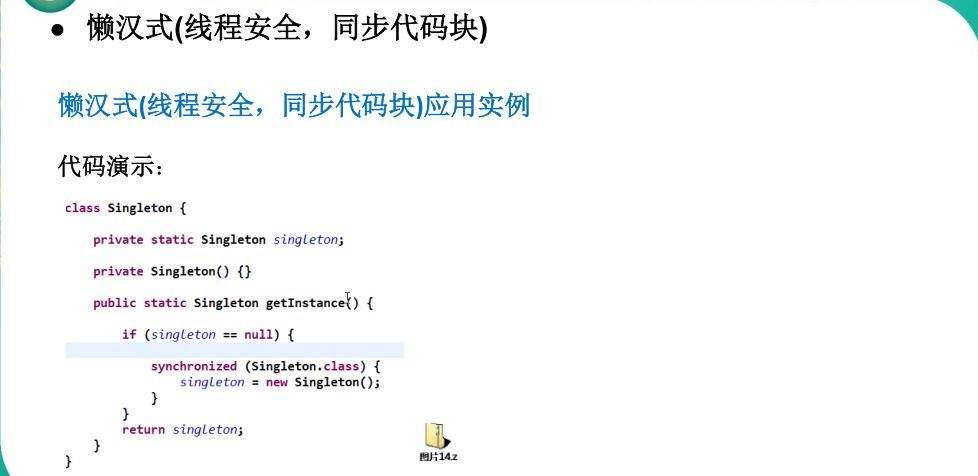 ● 懒汉式(线程安全，同步代码块)
懒汉式(线程安全，同步代码块)应用实例
代码演示：
class Singleton {
private static Singleton singleton;
private Singleton() {}
public static Singleton getInstance() {
if (singleton == null) {
synchronized (Singleton.class) {
singleton = new Singleton();
}
}
return singleton;
}
}
图片14.z